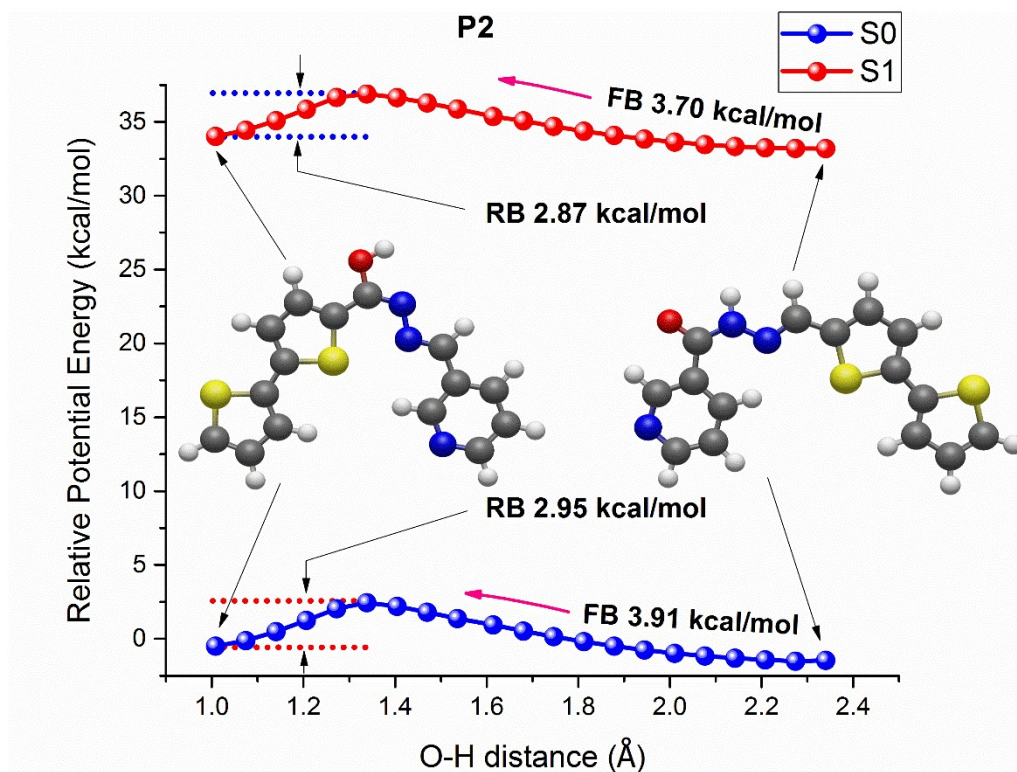 P2
S0
S1
FB 3.70 kcal/mol
RB 2.87 kcal/mol
RB 2.95 kcal/mol
FB 3.91 kcal/mol
Relative Potential Energy (kcal/mol)
35
30
25
20
15
10
5
0
1.0 1.2 1.4 1.6 1.8 2.0 2.2 2.4
O-H distance (Å)